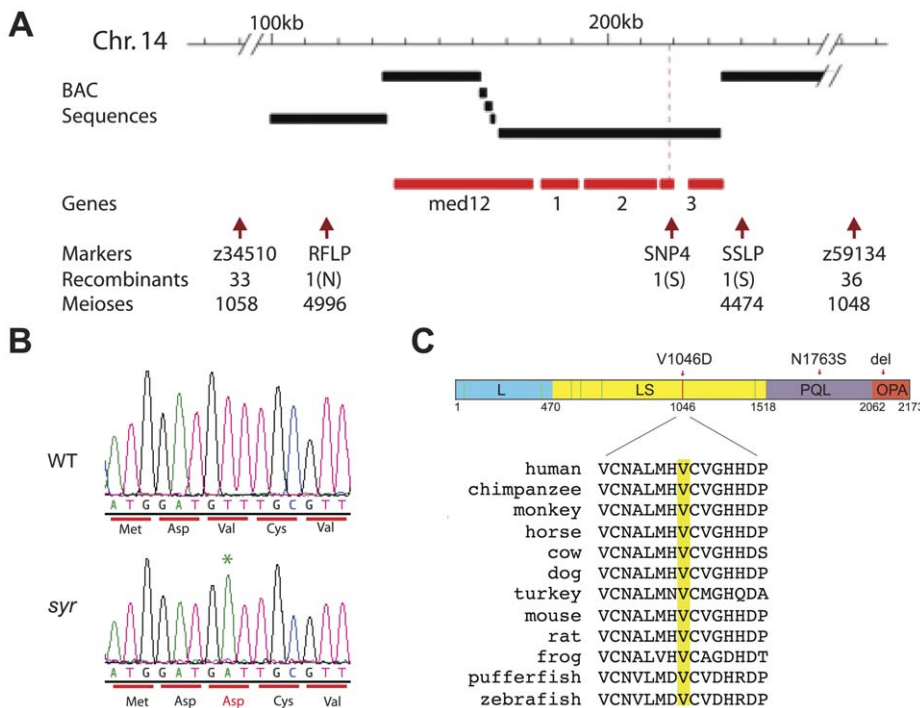 A
Chr. 14
100kb 200kb
BAC
Sequences
Genes
med12 1 2 3
Markers z34510 RFLP SNP4 SSLP z59134
Recombinants 33 1(N) 1(S) 1(S) 36
Meioses 1058 4996 4474 1048
B
WT
A T G G A T G T T T G C G T T
Met Asp Val Cys Val
*
syr
A T G G A T G A T T G C G T T
Met Asp Asp Cys Val
C
V1046D N1763S del
L LS PQL OPA
1 470 1046 1518 2062 2173
human VCNALMHVCVGHHDP
chimpanzee VCNALMHVCVGHHDP
monkey VCNALMHVCVGHHDP
horse VCNALMHVCVGHHDP
cow VCNALMHVCVGHHDS
dog VCNALMHVCVGHHDP
turkey VCNALMNVCMGHQDA
mouse VCNALMHVCVGHHDP
rat VCNALMHVCVGHHDP
frog VCNALVHVCAGDHDT
pufferfish VCNVLMDVCVDHRDP
zebrafish VCNVLMDVCVDHRDP